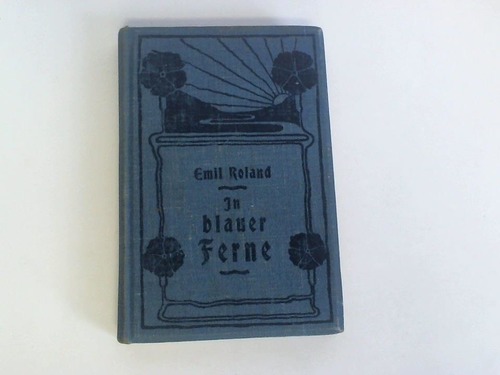 Emil Roland
In
blauer
Ferne